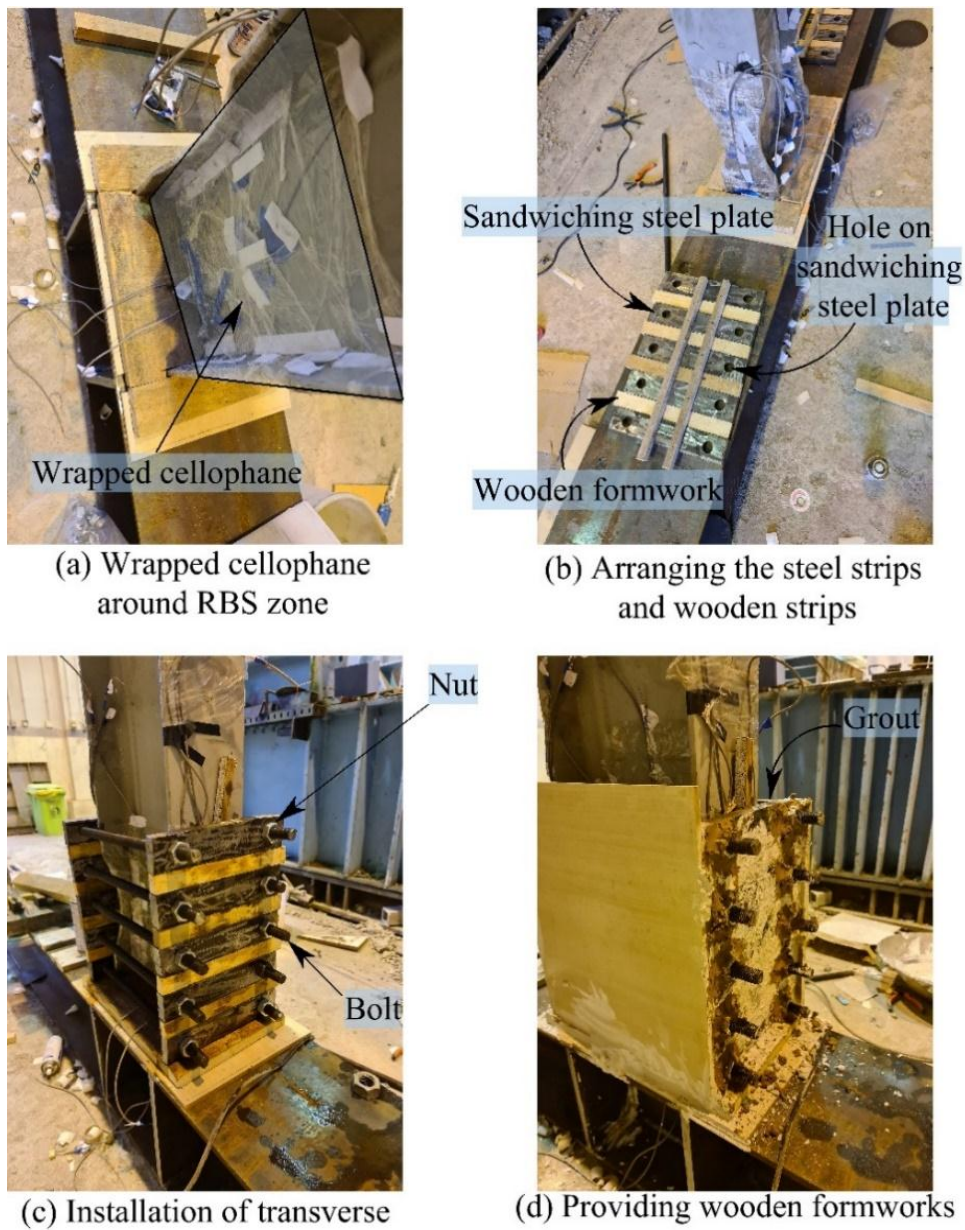 Wrapped cellophane
(a) Wrapped cellophane
around RBS zone
Sandwiching steel plate
Hole on
sandwiching
steel plate
Wooden formwork
(b) Arranging the steel strips
and wooden strips
Nut
Bolt
(c) Installation of transverse
Grout
(d) Providing wooden formworks